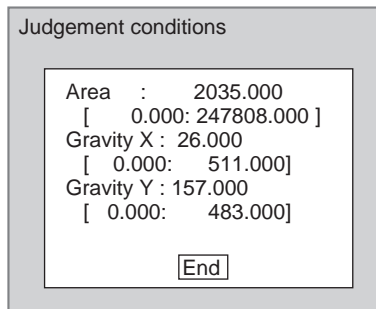 Judgement conditions
Area : 2035.000
[ 0.000: 247808.000 ]
Gravity X : 26.000
[ 0.000: 511.000]
Gravity Y : 157.000
[ 0.000: 483.000]
End